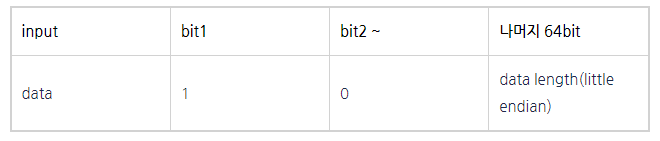 input bit1 bit2 ~ 나머지 64bit
data 1 0 data length(little
endian)